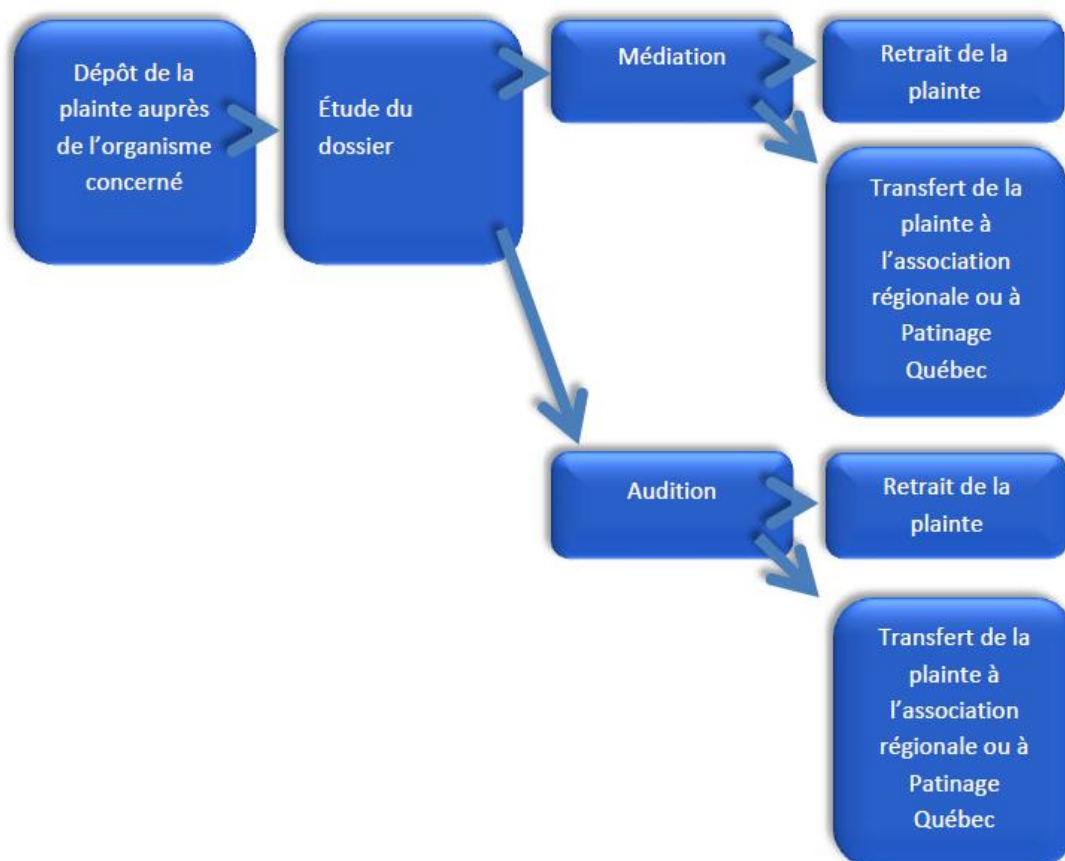 Dépôt de la
plainte auprès
de l'organisme
concerné
Étude du
dossier
Médiation
Retrait de la
plainte
Transfert de la
plainte à
l'association
régionale ou à
Patinage
Québec
Audition
Retrait de la
plainte
Transfert de la
plainte à
l'association
régionale ou à
Patinage
Québec